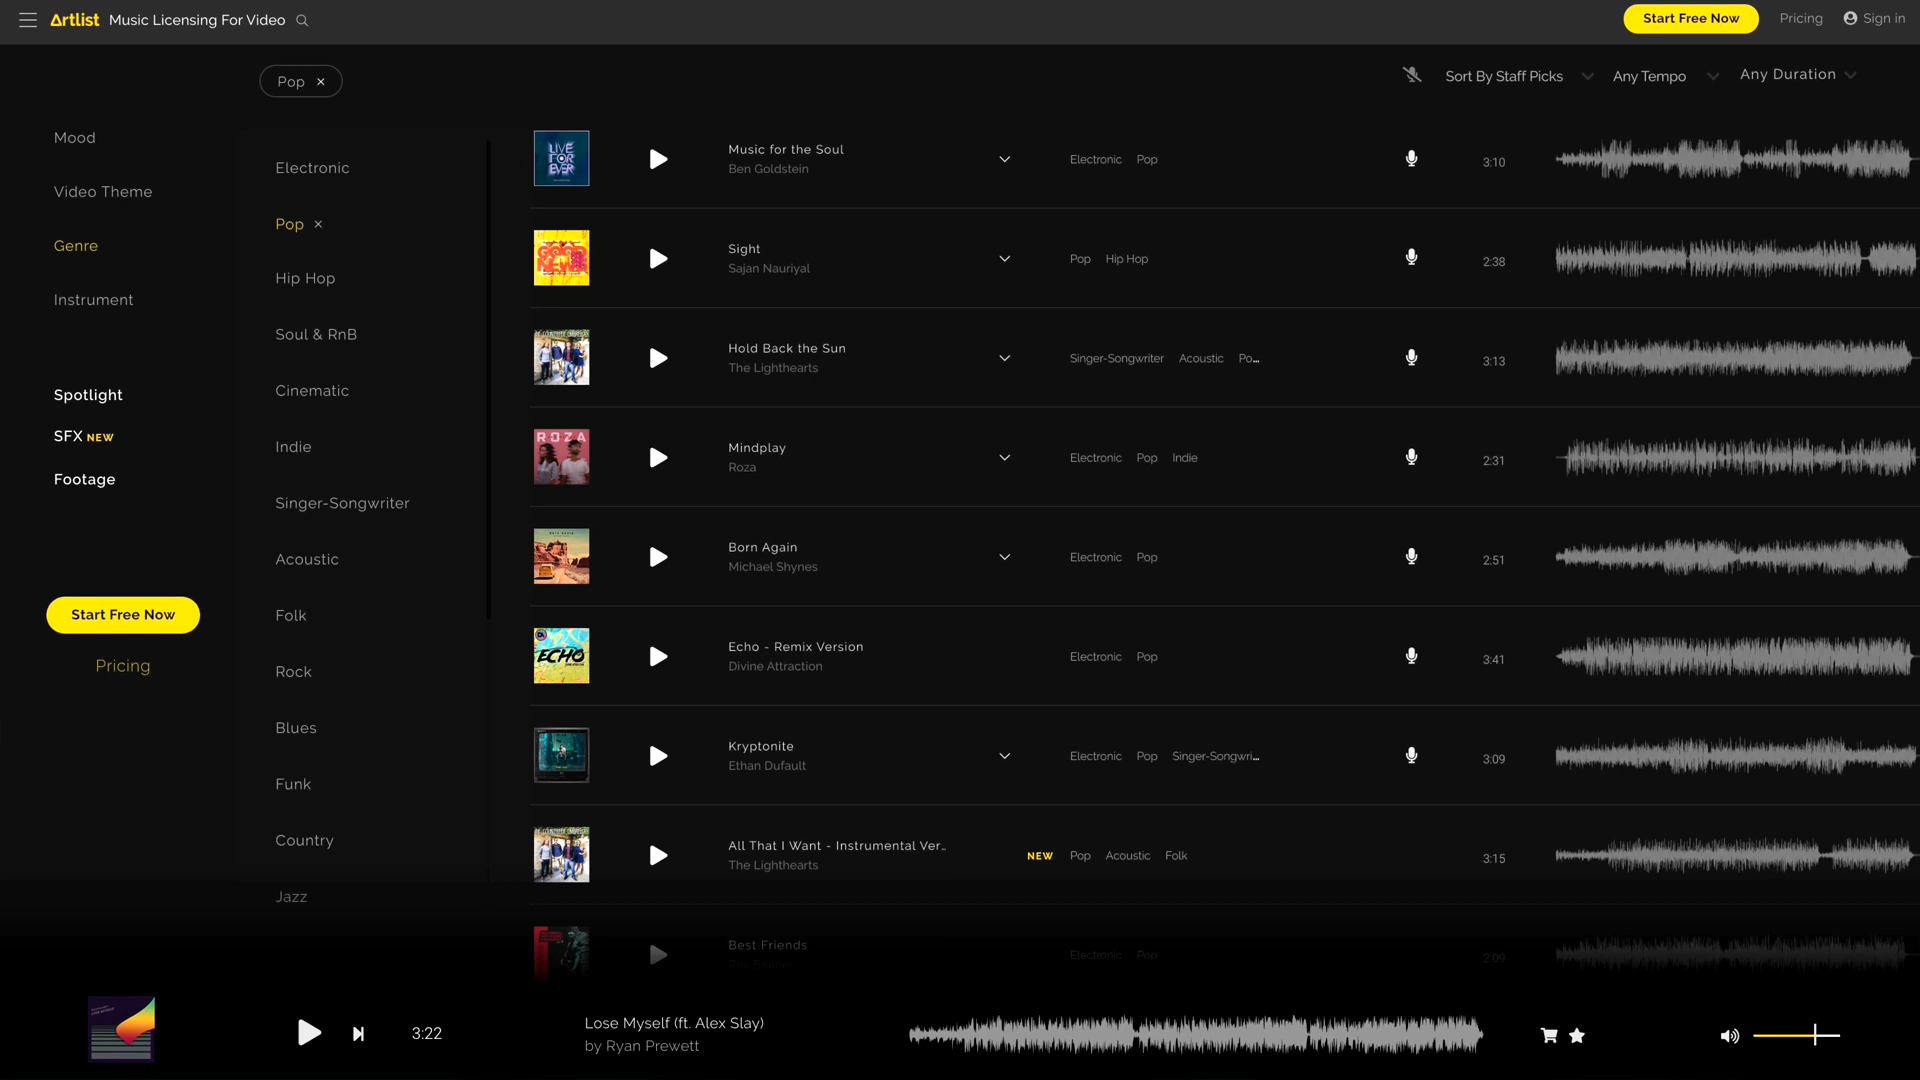 Artlist Music Licensing For Video
Start Free Now Pricing Sign in
Pop ×
Sort By Staff Picks Any Tempo Any Duration
Mood
Video Theme
Genre
Instrument
Spotlight
SFX NEW
Footage
Start Free Now
Pricing
Electronic
Pop ×
Hip Hop
Soul & RnB
Cinematic
Indie
Singer-Songwriter
Acoustic
Folk
Rock
Blues
Funk
Country
Jazz
LIVE
FOR
EVER
Music for the Soul
Ben Goldstein
Electronic Pop
3:10
GOOD
NEWS
Sight
Sajan Nauriyal
Pop Hip Hop
2:38
Hold Back the Sun
The Lighthearts
Singer-Songwriter Acoustic Po...
3:13
ROZA
Mindplay
Roza
Electronic Pop Indie
2:31
Born Again
Michael Shynes
Electronic Pop
2:51
ECHO
Echo - Remix Version
Divine Attraction
Electronic Pop
3:41
Kryptonite
Ethan Dufault
Electronic Pop Singer-Songwri...
3:09
All That I Want - Instrumental Ver...
The Lighthearts
NEW Pop Acoustic Folk
3:15
Best Friends
Electronic Pop
2:09
3:22
Lose Myself (ft. Alex Slay)
by Ryan Prewett